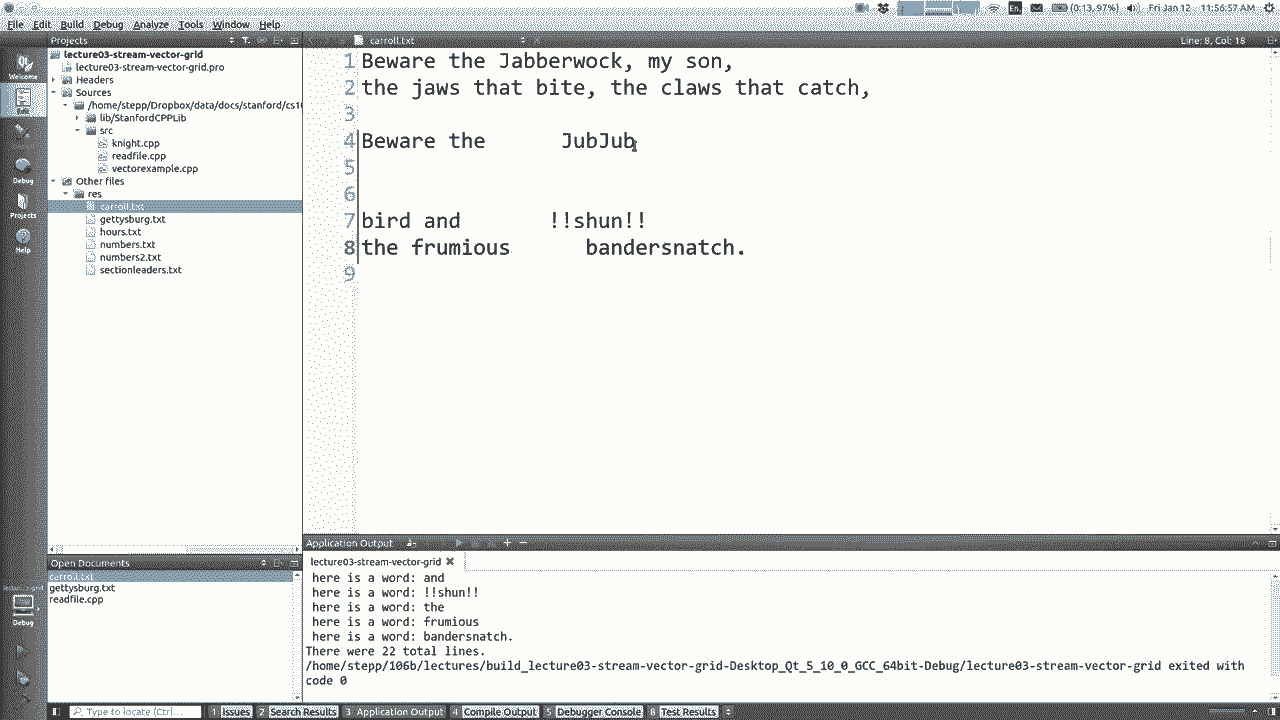 En
(0:13, 97%)
Fri Jan 12
11:56:57 AM
File Edit Build Debug Analyze Tools Window Help
Projects
carroll.txt
Line: 8, Col: 18
Welcome
Debug
Projects
Help
lecture03-stream-vector-grid
lecture03-stream-vector-grid.pro
Headers
Sources
/home/stepp/Dropbox/data/docs/stanford/cs10
lib/StanfordCPPLib
src
knight.cpp
readfile.cpp
vectorexample.cpp
Other files
res
carroll.txt
gettysburg.txt
hours.txt
numbers.txt
numbers2.txt
sectionleaders.txt
1 Beware the Jabberwock, my son,
2 the jaws that bite, the claws that catch,
3
4 Beware the      JubJub
5
6
7 bird and       !!shun!!
8 the frumious      bandersnatch.
9
Open Documents
carroll.txt
gettysburg.txt
readfile.cpp
Debug
Application Output
lecture03-stream-vector-grid
here is a word: and
here is a word: !!shun!!
here is a word: the
here is a word: frumious
here is a word: bandersnatch.
There were 22 total lines.
/home/stepp/106b/lectures/build_lecture03-stream-vector-grid-Desktop_Qt_5_10_0_GCC_64bit-Debug/lecture03-stream-vector-grid exited with
code 0
Type to locate (Ctrl...
1 Issues
2 Search Results
3 Application Output
4 Compile Output
5 Debugger Console
8 Test Results